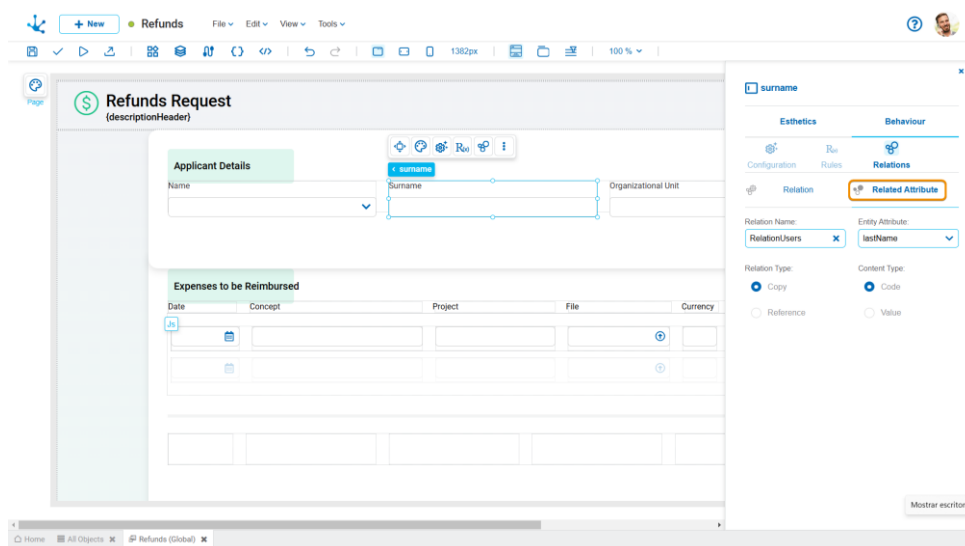 + New
Refunds
File
Edit
View
Tools
1382px
100 %
Page
Refunds Request
{descriptionHeader}
Applicant Details
< surname
Name
Surname
Organizational Unit
Expenses to be Reimbursed
Date
Concept
Project
File
Currency
Js
surname
Esthetics
Behaviour
Configuration
Rules
Relations
Relation
Related Attribute
Relation Name:
Entity Attribute:
RelationUsers
lastName
Relation Type:
Content Type:
Copy
Code
Reference
Value
Mostrar escritor
Home
All Objects
Refunds (Global)